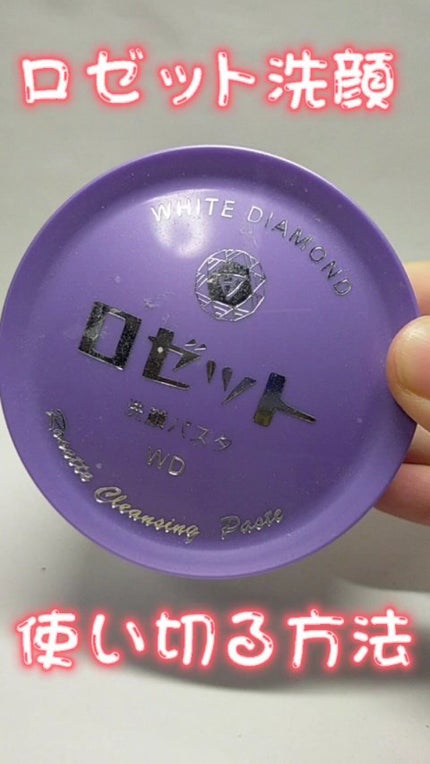 ロゼット洗顔
WHITE DIAMOND
ロゼット
洗顔パスタ
WD
Rosette Cleansing Paste
使い切る方法